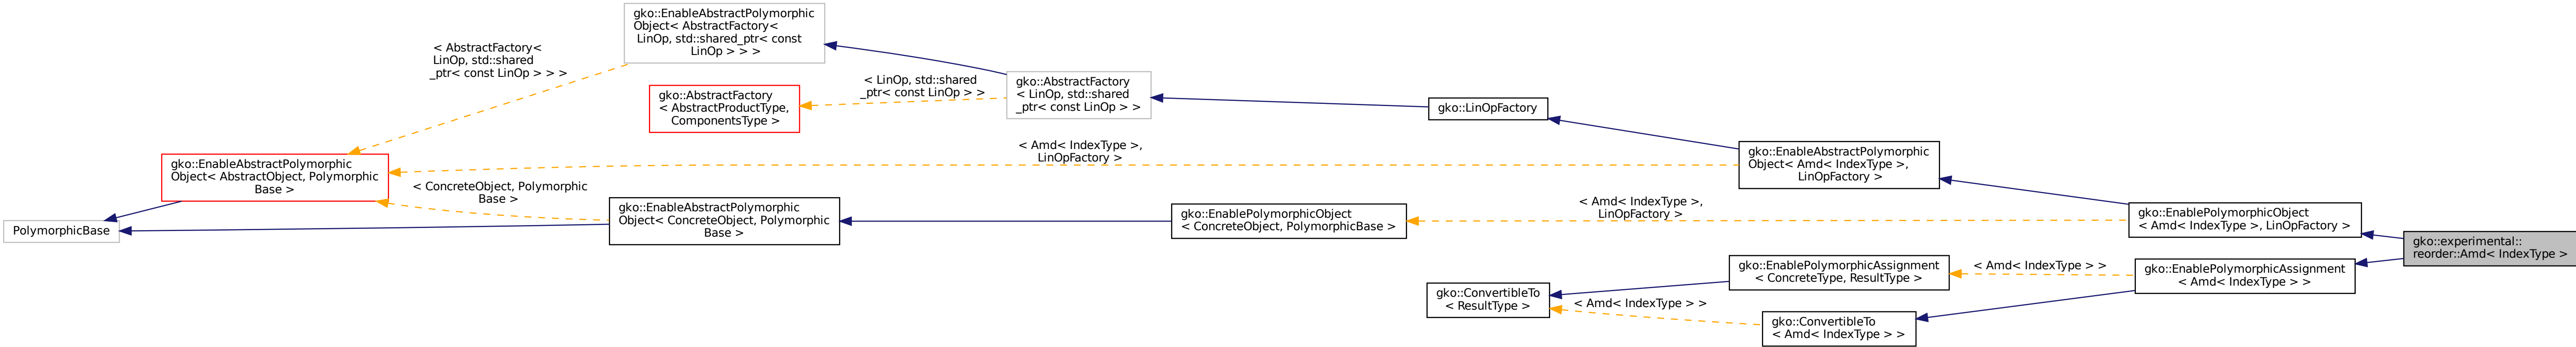 gko::EnableAbstractPolymorphic
Object< AbstractFactory<
LinOp, std::shared_ptr< const
LinOp > > >
< AbstractFactory<
LinOp, std::shared
_ptr< const LinOp > > >
gko::AbstractFactory
< AbstractProductType,
ComponentsType >
< LinOp, std::shared
_ptr< const LinOp > >
gko::AbstractFactory
< LinOp, std::shared
_ptr< const LinOp > >
gko::LinOpFactory
gko::EnableAbstractPolymorphic
Object< AbstractObject, Polymorphic
Base >
< Amd< IndexType >,
LinOpFactory >
gko::EnableAbstractPolymorphic
Object< Amd< IndexType >,
LinOpFactory >
< ConcreteObject, Polymorphic
Base >
PolymorphicBase
gko::EnableAbstractPolymorphic
Object< ConcreteObject, Polymorphic
Base >
gko::EnablePolymorphicObject
< ConcreteObject, PolymorphicBase >
< Amd< IndexType >,
LinOpFactory >
gko::EnablePolymorphicObject
< Amd< IndexType >, LinOpFactory >
gko::experimental::
reorder::Amd< IndexType >
gko::EnablePolymorphicAssignment
< ConcreteType, ResultType >
< Amd< IndexType > >
gko::EnablePolymorphicAssignment
< Amd< IndexType > >
gko::ConvertibleTo
< ResultType >
< Amd< IndexType > >
gko::ConvertibleTo
< Amd< IndexType > >